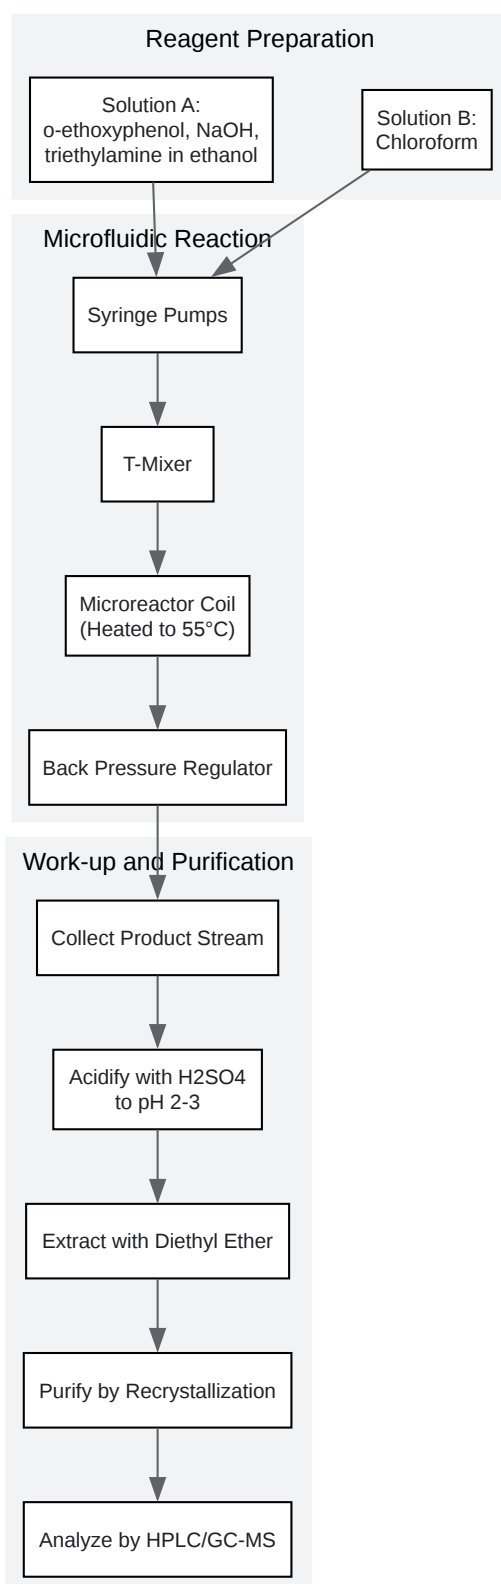 Reagent Preparation
Solution A:
o-ethoxyphenol, NaOH,
triethylamine in ethanol
Solution B:
Chloroform
Microfluidic Reaction
Syringe Pumps
T-Mixer
Microreactor Coil
(Heated to 55°C)
Back Pressure Regulator
Work-up and Purification
Collect Product Stream
Acidify with H2SO4
to pH 2-3
Extract with Diethyl Ether
Purify by Recrystallization
Analyze by HPLC/GC-MS